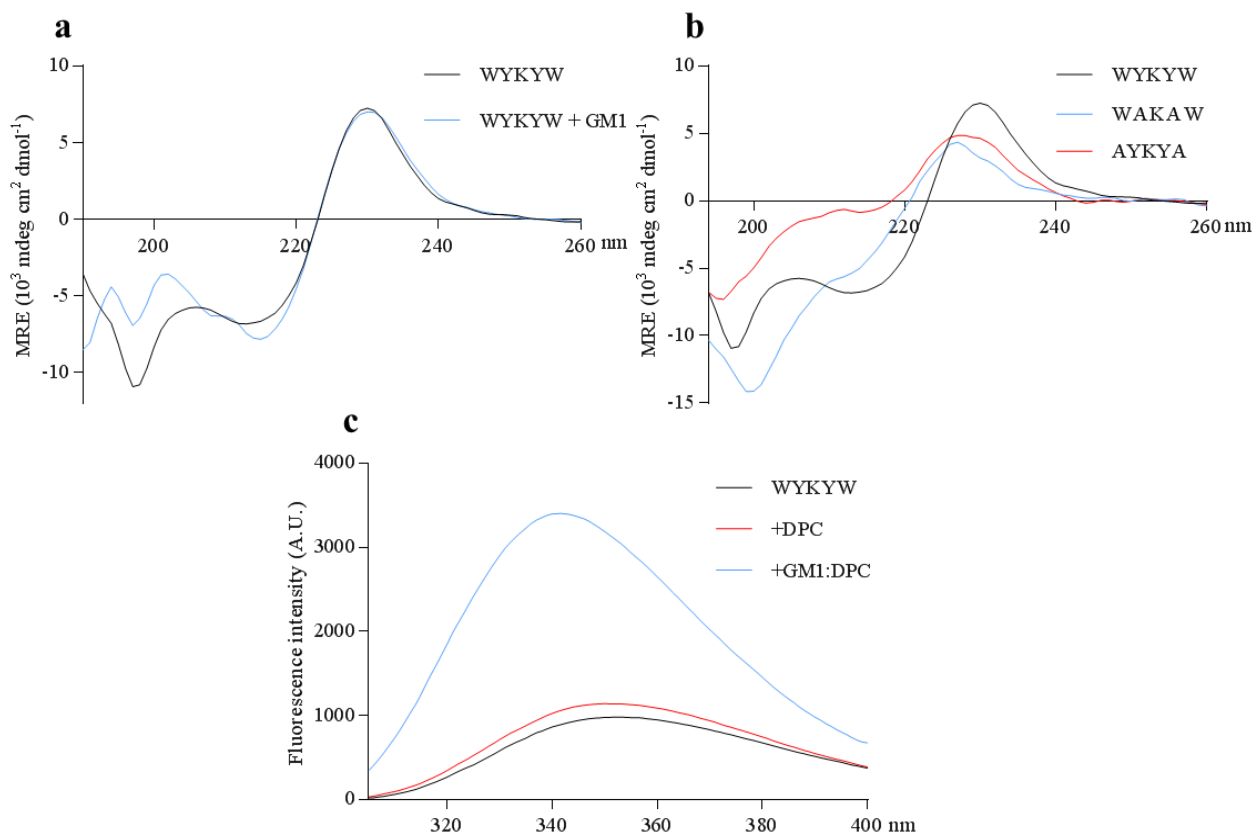 a
10
5
0
-5
-10
200
220
240
260
nm
MRE (10³ mdeg cm² dmol⁻¹)
WYKYW
WYKYW + GM1
b
10
5
0
-5
-10
-15
200
220
240
260
nm
MRE (10³ mdeg cm² dmol⁻¹)
WYKYW
WAKAW
AYKYA
c
4000
3000
2000
1000
0
320
340
360
380
400
nm
Fluorescence intensity (A.U.)
WYKYW
+DPC
+GM1:DPC